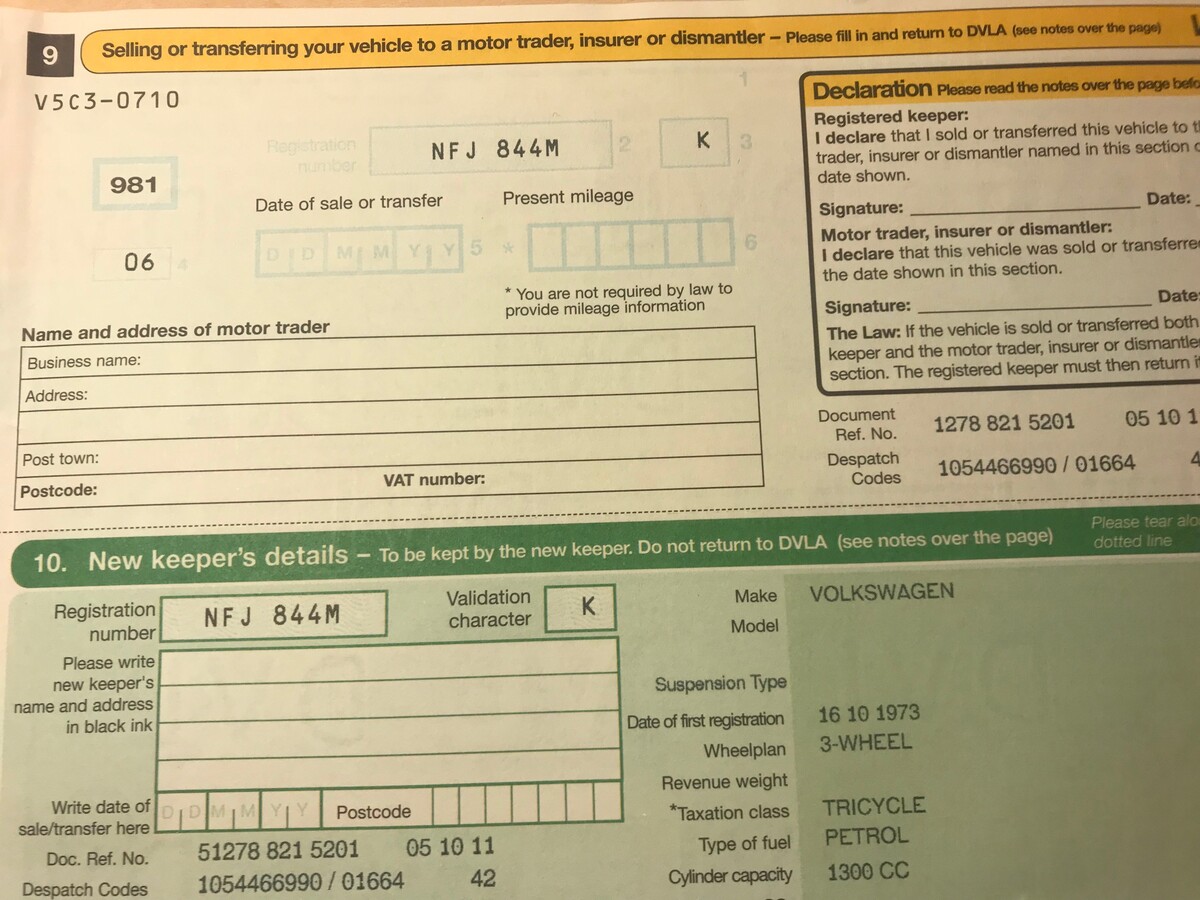 9 Selling or transferring your vehicle to a motor trader, insurer or dismantler – Please fill in and return to DVLA (see notes over the page)
V5C3-0710
1
Registration number
NFJ 844M
2
K
3
981
Date of sale or transfer
Present mileage
06
4
D D M M Y Y
5
*
6
* You are not required by law to
provide mileage information
Name and address of motor trader
Business name:
Address:
Post town:
Postcode:
VAT number:
Declaration Please read the notes over the page befo
Registered keeper:
I declare that I sold or transferred this vehicle to t
trader, insurer or dismantler named in this section
date shown.
Signature:
Date:
Motor trader, insurer or dismantler:
I declare that this vehicle was sold or transferre
the date shown in this section.
Signature:
Date:
The Law: If the vehicle is sold or transferred both
keeper and the motor trader, insurer or dismantle
section. The registered keeper must then return i
Document
Ref. No.
1278 821 5201
05 10 1
Despatch
Codes
1054466990 / 01664
4
10. New keeper's details – To be kept by the new keeper. Do not return to DVLA (see notes over the page)
Please tear alo
dotted line
Registration
number
NFJ 844M
Validation
character
K
Please write
new keeper's
name and address
in black ink
Write date of
sale/transfer here
D D M M Y Y
Postcode
Doc. Ref. No.
51278 821 5201
05 10 11
Despatch Codes
1054466990 / 01664
42
Make VOLKSWAGEN
Model
Suspension Type
Date of first registration 16 10 1973
Wheelplan 3-WHEEL
Revenue weight
*Taxation class TRICYCLE
Type of fuel PETROL
Cylinder capacity 1300 CC